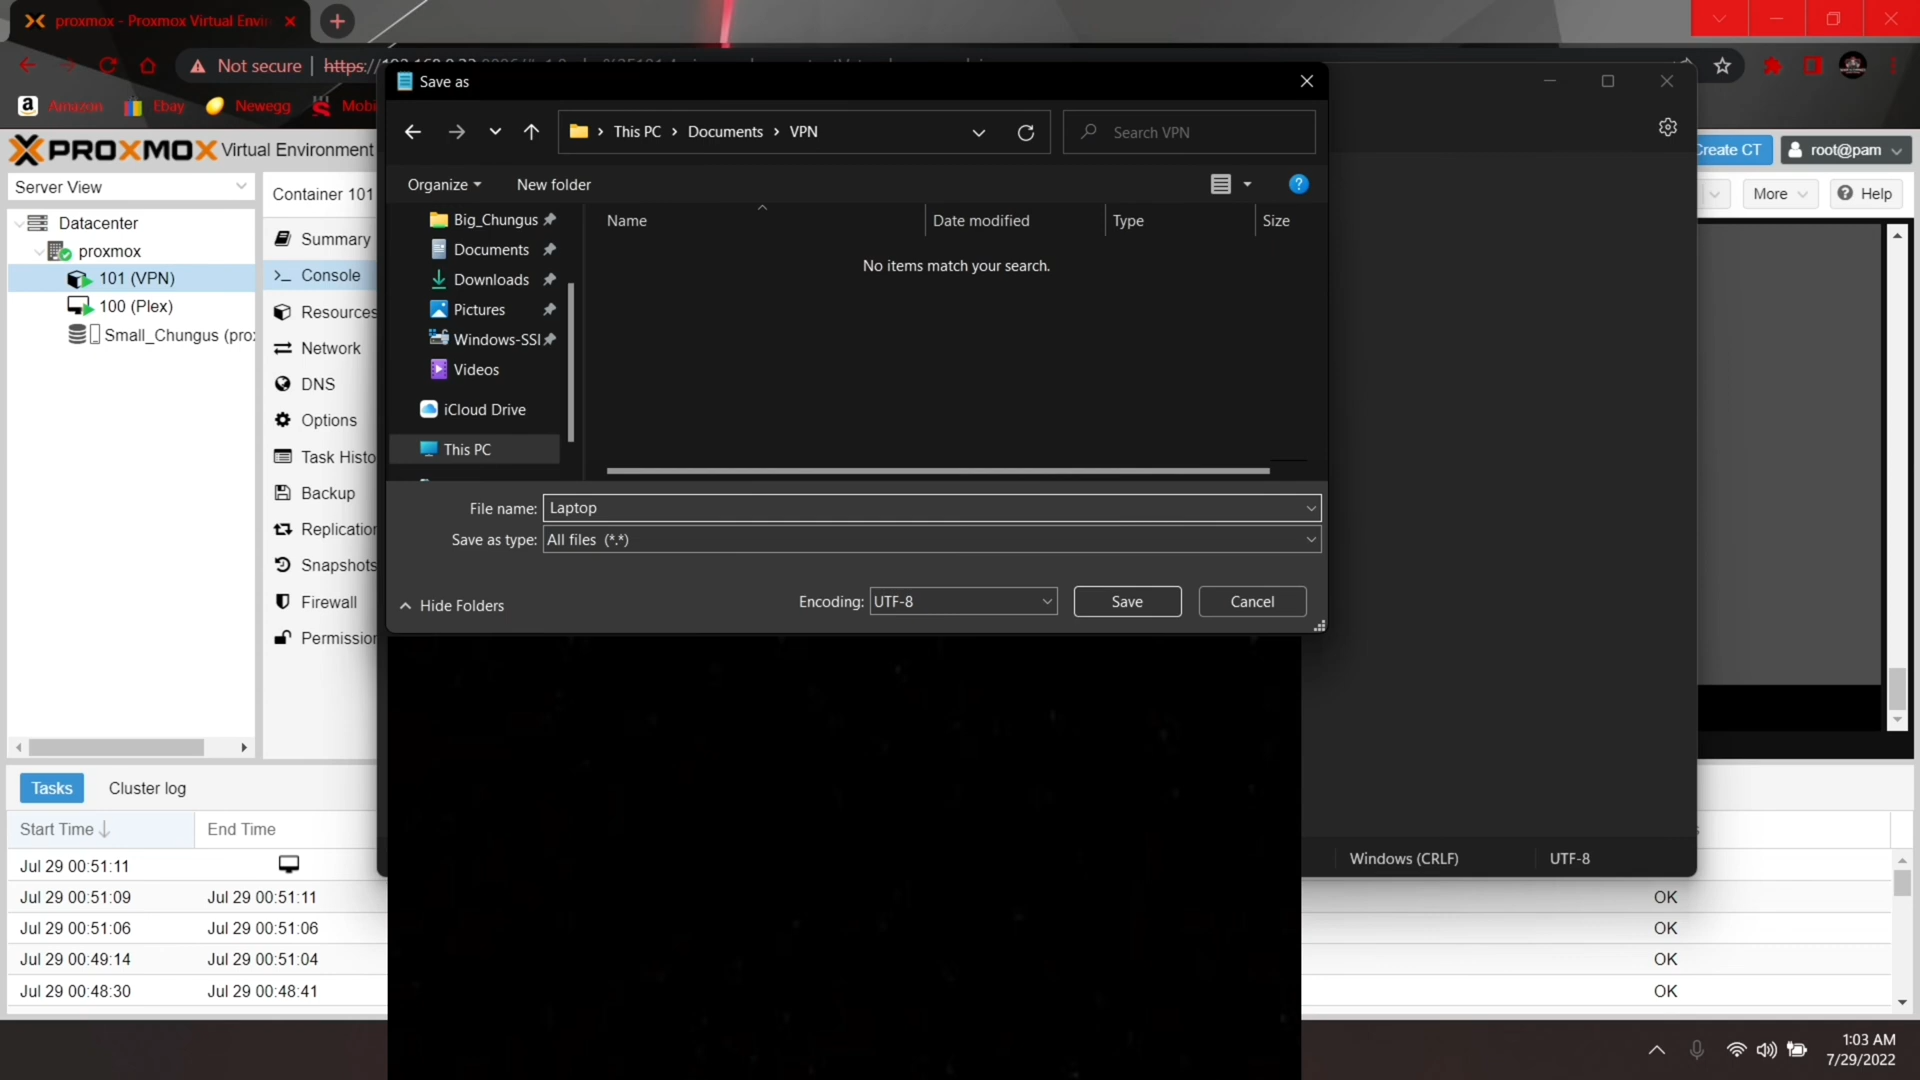 proxmox - Proxmox Virtual Envir
Not secure | https://
Amazon
Ebay
Newegg
Mobi
PROXMOX Virtual Environment
Create CT
root@pam
Server View
Container 101
More
Help
Datacenter
proxmox
101 (VPN)
100 (Plex)
Small_Chungus (pro
Summary
Console
Resources
Network
DNS
Options
Task Histo
Backup
Replication
Snapshots
Firewall
Permission
Save as
This PC > Documents > VPN
Search VPN
Organize
New folder
Name
Date modified
Type
Size
No items match your search.
Big_Chungus
Documents
Downloads
Pictures
Windows-SSI
Videos
iCloud Drive
This PC
File name: Laptop
Save as type: All files (*.*)
Hide Folders
Encoding: UTF-8
Save
Cancel
Windows (CRLF)
UTF-8
Tasks
Cluster log
Start Time
End Time
Jul 29 00:51:11
Jul 29 00:51:09 Jul 29 00:51:11 OK
Jul 29 00:51:06 Jul 29 00:51:06 OK
Jul 29 00:49:14 Jul 29 00:51:04 OK
Jul 29 00:48:30 Jul 29 00:48:41 OK
1:03 AM
7/29/2022